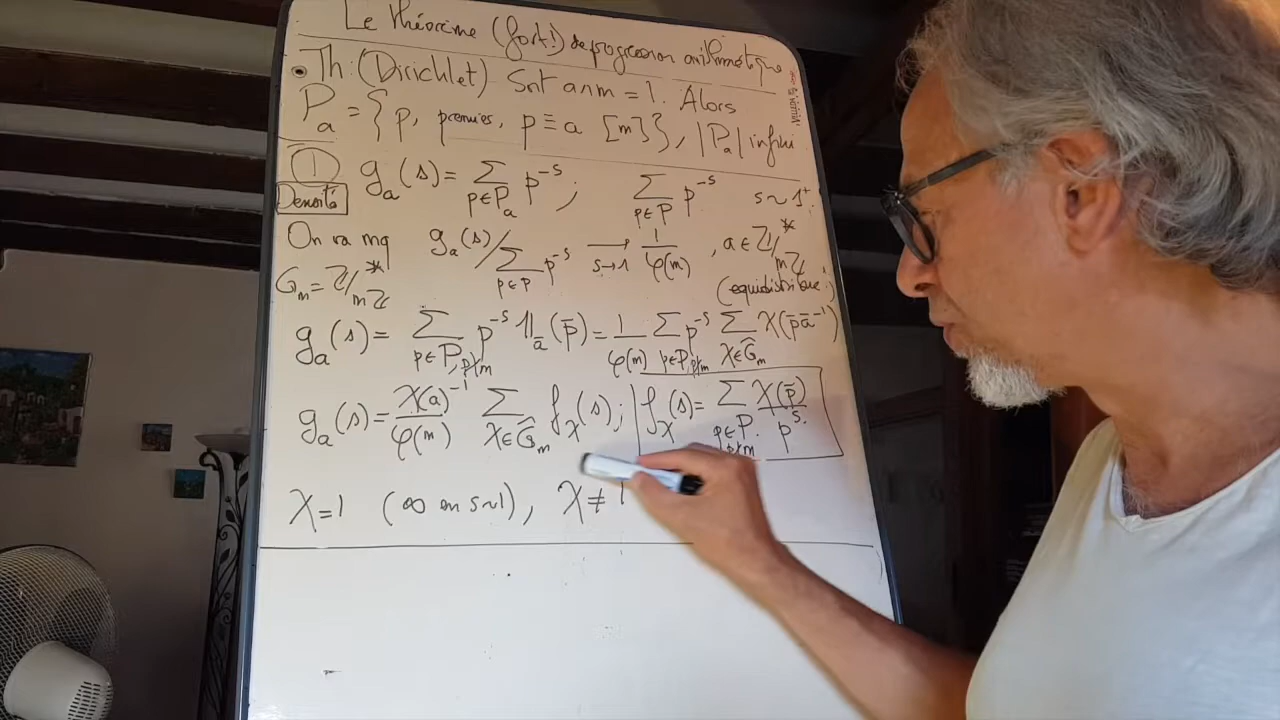 Le théorème (fort!) de progression arithmétique
• Th: (Dirichlet) Soit a∧m = 1. Alors
P_a = {p, premiers, p ≡ a [m]}, |P_a| infini
① g_a(s) = Σ_{p∈P_a} p^{-s} ; Σ_{p∈P} p^{-s} s ~ 1^+
Densité
On va mq g_a(s) / Σ_{p∈P} p^{-s} →_{s→1} 1/φ(m), a ∈ Z/mZ^*
G_m = Z/mZ^* (equidistribué!)
g_a(s) = Σ_{p∈P, p∤m} p^{-s} 1_{ā}(p̄) = 1/φ(m) Σ_{p∈P, p∤m} p^{-s} Σ_{χ∈Ĝ_m} χ(p̄ ā^{-1})
g_a(s) = χ(a)^{-1}/φ(m) Σ_{χ∈Ĝ_m} f_χ(s) ; f_χ(s) = Σ_{p∈P, p∤m} χ(p̄)/p^s.
χ=1 (∞ en s~1), χ≠1